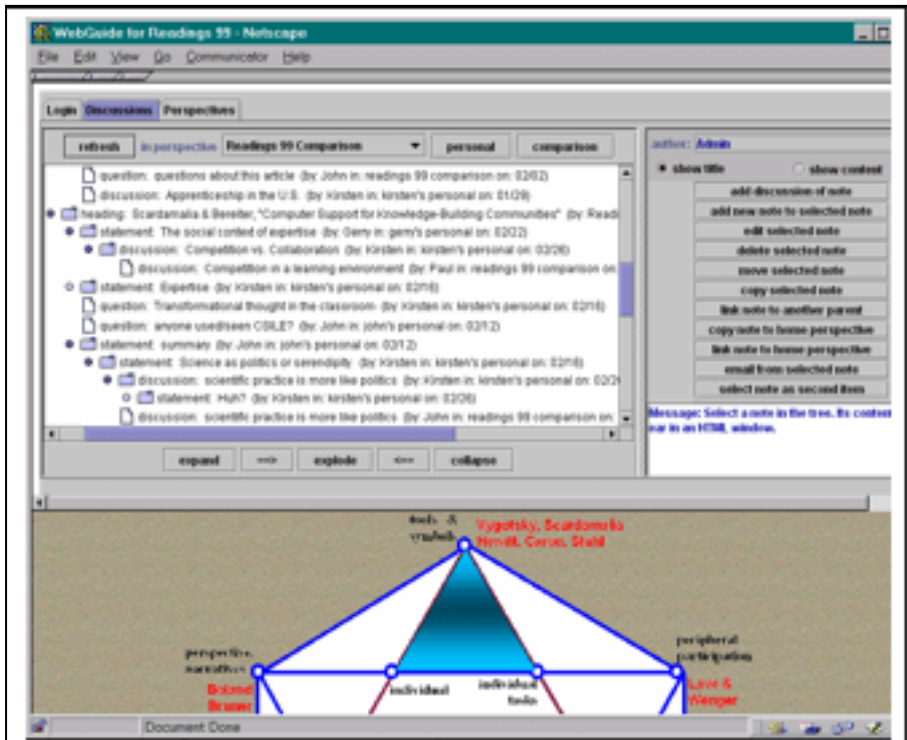 WebGuide for Readings 99 - Netscape
File Edit View Go Communicator Help
Login Discussions Perspectives
refresh in perspective Readings 99 Comparison personal comparison
question: questions about this article (by: John in: readings 99 comparison on: 02/02)
discussion: Apprenticeship in the U.S. (by: Kirsten in: kirsten's personal on: 01/29)
heading: Scardamalia & Bereiter, "Computer Support for Knowledge-Building Communities" (by: Readi
statement: The social context of expertise (by: Gerry in: gerry's personal on: 02/22)
discussion: Competition vs. Collaboration (by: Kirsten in: kirsten's personal on: 02/26)
discussion: Competition in a learning environment (by: Paul in: readings 99 comparison on:
statement: Expertise (by: Kirsten in: kirsten's personal on: 02/16)
question: Transformational thought in the classroom (by: Kirsten in: kirsten's personal on: 02/16)
question: anyone used/seen CSILE? (by: John in: john's personal on: 02/12)
statement: summary (by: John in: john's personal on: 02/12)
statement: Science as politics or serendipity (by: Kirsten in: kirsten's personal on: 02/16)
discussion: scientific practice is more like politics (by: Kirsten in: kirsten's personal on: 02/2
statement: Huh? (by: Kirsten in: kirsten's personal on: 02/26)
discussion: scientific practice is more like politics (by: John in: readings 99 comparison on:
expand ==> explode <== collapse
author: Admin
show title show content
add discussion of note
add new note to selected note
edit selected note
delete selected note
move selected note
copy selected note
link note to another parent
copy note to home perspective
link note to home perspective
email from selected note
select note as second item
Message: Select a note in the tree. Its conten
ear in an HTML window.
tools &
symbols
Vygotsky, Scardamalia
Hewitt, Caron, Stahl
perspective,
narratives
Boland
Bruner
individual
individual
tasks
peripheral
participation
Lave &
Wenger
Document: Done